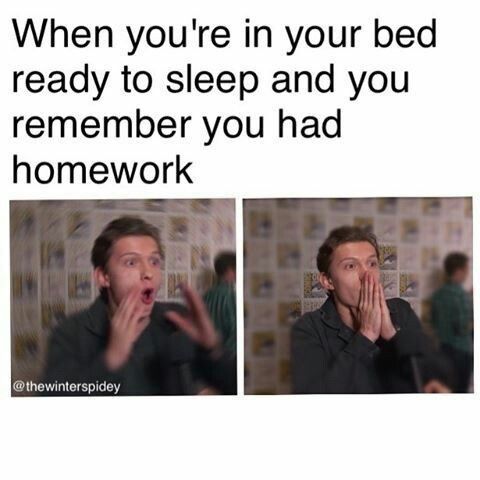 When you're in your bed
ready to sleep and you
remember you had
homework
@thewinterspidey